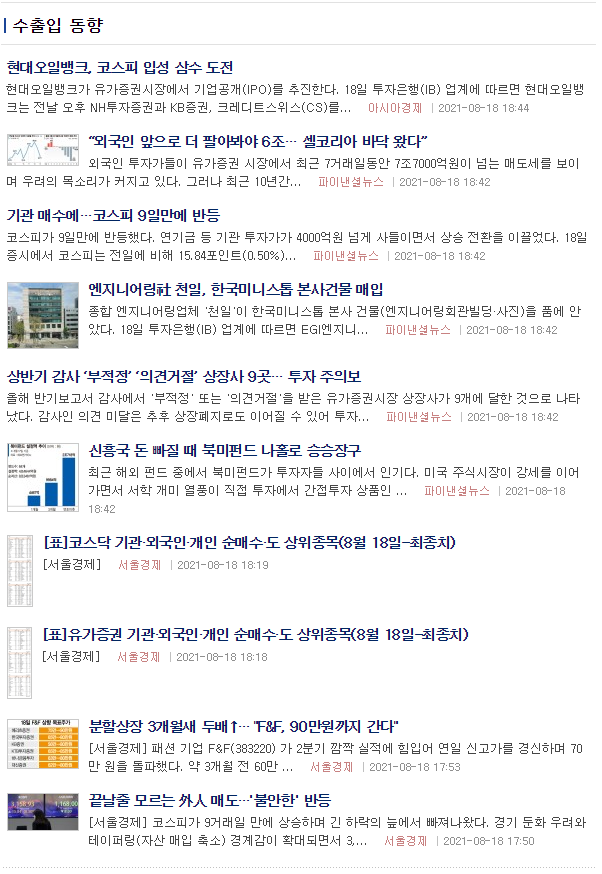 수출입 동향
현대오일뱅크, 코스피 입성 삼수 도전
현대오일뱅크가 유가증권시장에서 기업공개(IPO)를 추진한다. 18일 투자은행(IB) 업계에 따르면 현대오일뱅
크는 전날 오후 NH투자증권과 KB증권, 크레디트스위스(CS)를... 아시아경제 | 2021-08-18 18:44
“외국인 앞으로 더 팔아봐야 6조… 셀코리아 바닥 왔다”
외국인 투자가들이 유가증권 시장에서 최근 7거래일동안 7조7000억원이 넘는 매도세를 보이
며 우려의 목소리가 커지고 있다. 그러나 최근 10년간... 파이낸셜뉴스 | 2021-08-18 18:42
기관 매수에…코스피 9일만에 반등
코스피가 9일만에 반등했다. 연기금 등 기관 투자가가 4000억원 넘게 사들이면서 상승 전환을 이끌었다. 18일
증시에서 코스피는 전일에 비해 15.84포인트(0.50%)... 파이낸셜뉴스 | 2021-08-18 18:42
엔지니어링社 천일, 한국미니스톱 본사건물 매입
종합 엔지니어링업체 '천일'이 한국미니스톱 본사 건물(엔지니어링회관빌딩·사진)을 품에 안
았다. 18일 투자은행(IB) 업계에 따르면 EGI엔지니... 파이낸셜뉴스 | 2021-08-18 18:42
상반기 감사 ‘부적정’ ‘의견거절’ 상장사 9곳… 투자 주의보
올해 반기보고서 감사에서 '부적정' 또는 '의견거절'을 받은 유가증권시장 상장사가 9개에 달한 것으로 나타
났다. 감사인 의견 미달은 추후 상장폐지로도 이어질 수 있어 투자... 파이낸셜뉴스 | 2021-08-18 18:42
신흥국 돈 빠질 때 북미펀드 나홀로 승승장구
최근 해외 펀드 중에서 북미펀드가 투자자들 사이에서 인기다. 미국 주식시장이 강세를 이어
가면서 서학 개미 열풍이 직접 투자에서 간접투자 상품인 ... 파이낸셜뉴스 | 2021-08-18
18:42
[표]코스닥 기관·외국인·개인 순매수·도 상위종목(8월 18일-최종치)
[서울경제] 서울경제 | 2021-08-18 18:19
[표]유가증권 기관·외국인·개인 순매수·도 상위종목(8월 18일-최종치)
[서울경제] 서울경제 | 2021-08-18 18:18
18일 F&F 상향 목표주가
분할상장 3개월새 두배↑… "F&F, 90만원까지 간다"
[서울경제] 패션 기업 F&F(383220) 가 2분기 깜짝 실적에 힘입어 연일 신고가를 경신하며 70
만 원을 돌파했다. 약 3개월 전 60만 ... 서울경제 | 2021-08-18 17:53
끝날줄 모르는 外人 매도…'불안한' 반등
[서울경제] 코스피가 9거래일 만에 상승하며 긴 하락의 늪에서 빠져나왔다. 경기 둔화 우려와
테이퍼링(자산 매입 축소) 경계감이 확대되면서 3,... 서울경제 | 2021-08-18 17:50